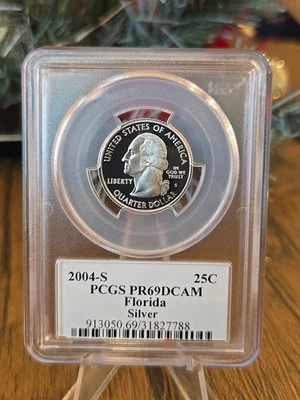 UNITED STATES OF AMERICA
LIBERTY
IN
GOD WE
TRUST
S
QUARTER DOLLAR
2004-S 25C
PCGS PR69DCAM
Florida
Silver
913050.69/31827788